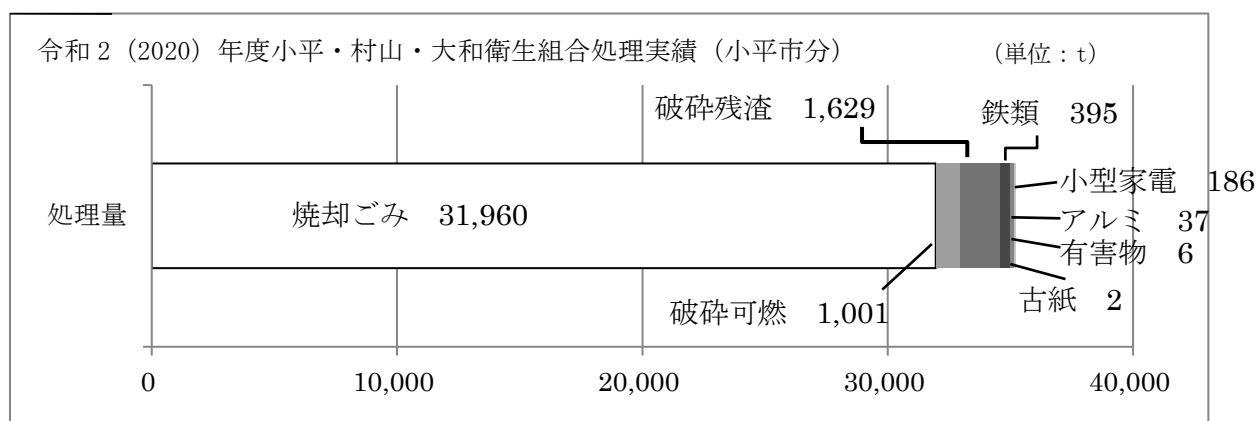 令和2（2020）年度小平・村山・大和衛生組合処理実績（小平市分）　（単位：t）
破砕残渣　1,629　鉄類　395
小型家電　186
処理量　焼却ごみ　31,960　アルミ　37
有害物　6
古紙　2
破砕可燃　1,001
0　10,000　20,000　30,000　40,000